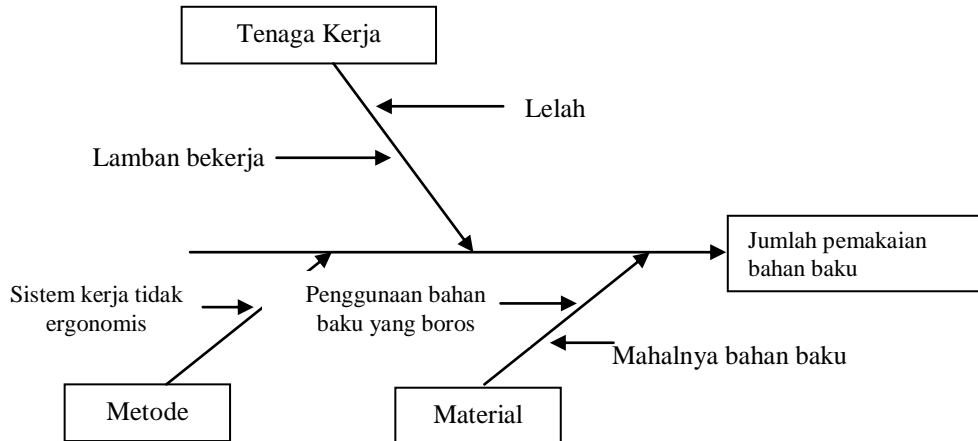 Tenaga Kerja
Lelah
Lamban bekerja
Jumlah pemakaian
bahan baku
Sistem kerja tidak
ergonomis
Penggunaan bahan
baku yang boros
Mahalnya bahan baku
Metode
Material